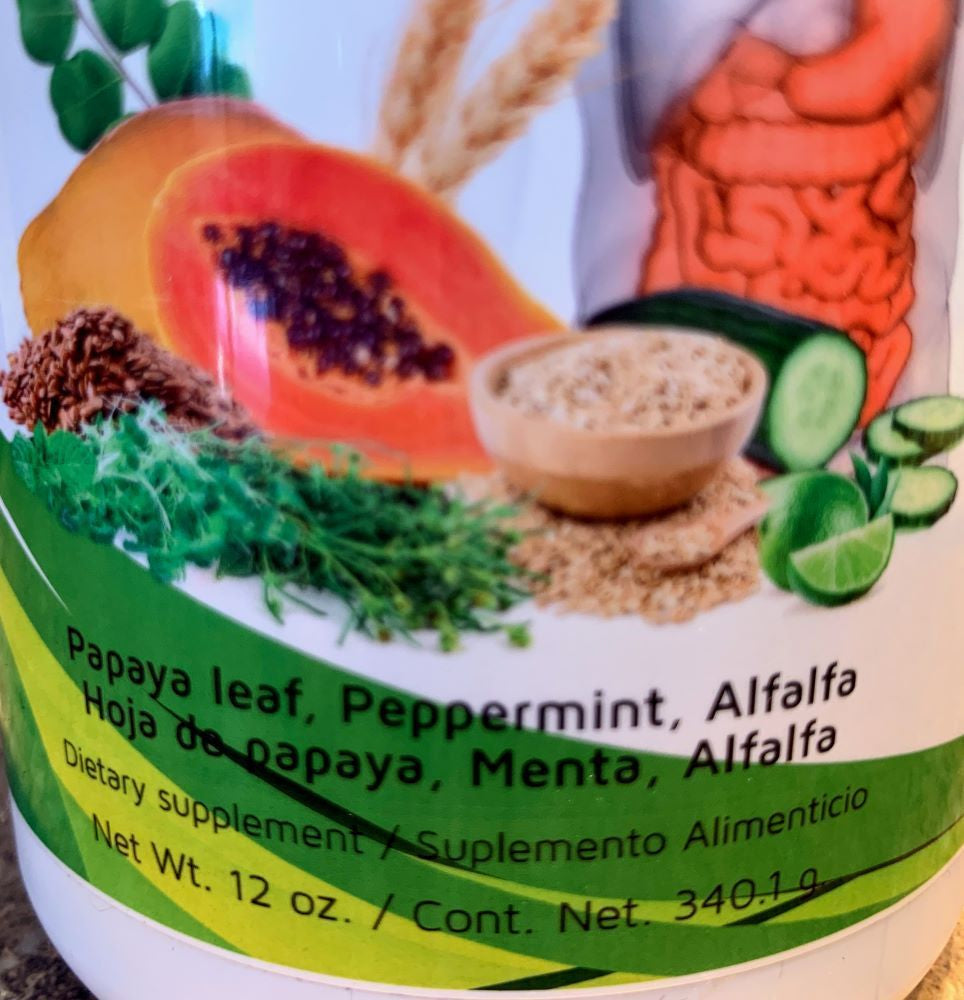 Papaya leaf, Peppermint, Alfalfa
Hoja de papaya, Menta, Alfalfa
Dietary supplement / Suplemento Alimenticio
Net Wt. 12 oz. / Cont. Net. 340.1 g